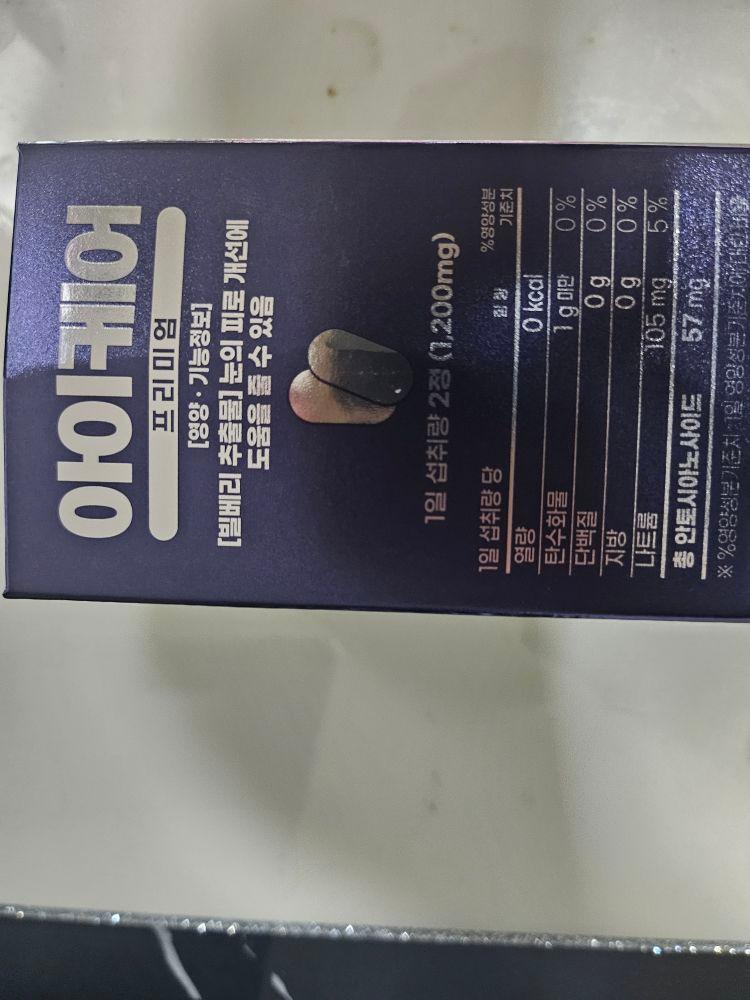 아이케어
프리미엄
[영양·기능정보]
[빌베리 추출물] 눈의 피로 개선에
도움을 줄 수 있음
1일 섭취량 2정 (1,200mg)
1일 섭취량 당 함량 %영양성분 기준치
열량 0 kcal
탄수화물 1 g 미만 0 %
단백질 0 g 0 %
지방 0 g 0 %
나트륨 105 mg 5 %
총 안토시아노사이드 57 mg
※ %영양성분기준치: 1일 영양성분기준치에 대한 비율